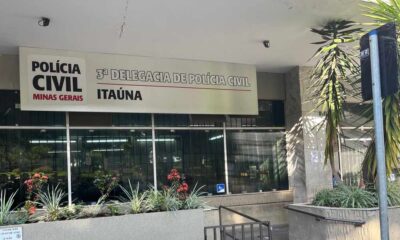 POLÍCIA
CIVIL
MINAS GERAIS
3ª DELEGACIA DE POLÍCIA CIVIL
ITAÚNA